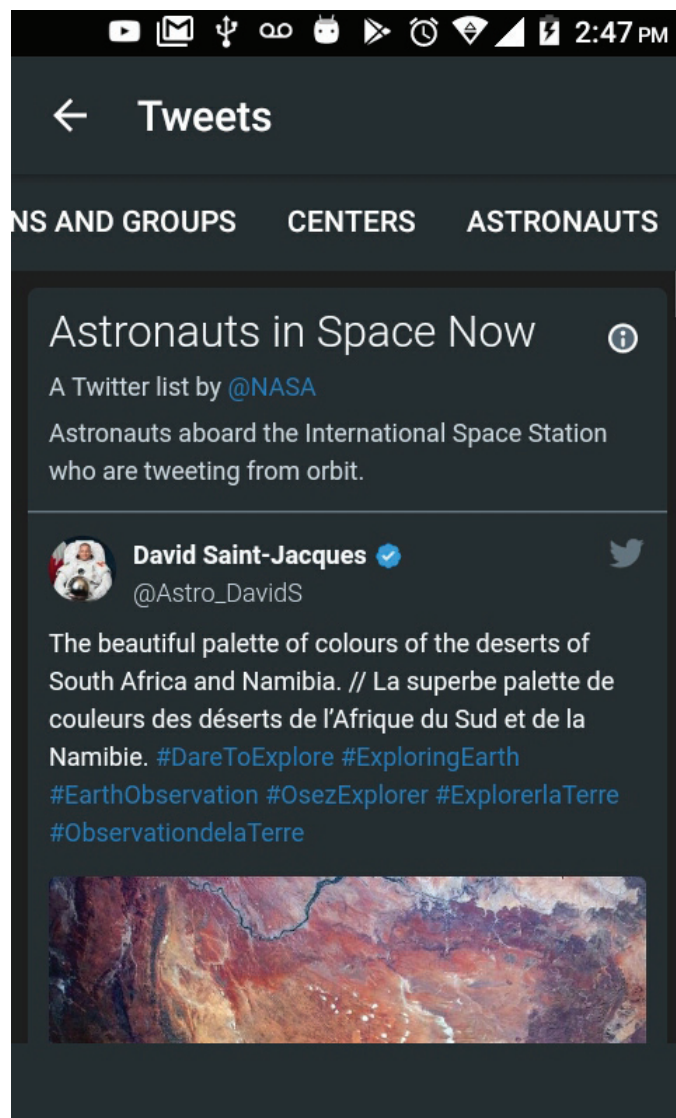 2:47 PM
Tweets
NS AND GROUPS CENTERS ASTRONAUTS
Astronauts in Space Now
A Twitter list by @NASA
Astronauts aboard the International Space Station
who are tweeting from orbit.
David Saint-Jacques
@Astro_DavidS
The beautiful palette of colours of the deserts of
South Africa and Namibia. // La superbe palette de
couleurs des déserts de l’Afrique du Sud et de la
Namibie. #DareToExplore #ExploringEarth
#EarthObservation #OsezExplorer #ExplorerlaTerre
#ObservationdelaTerre